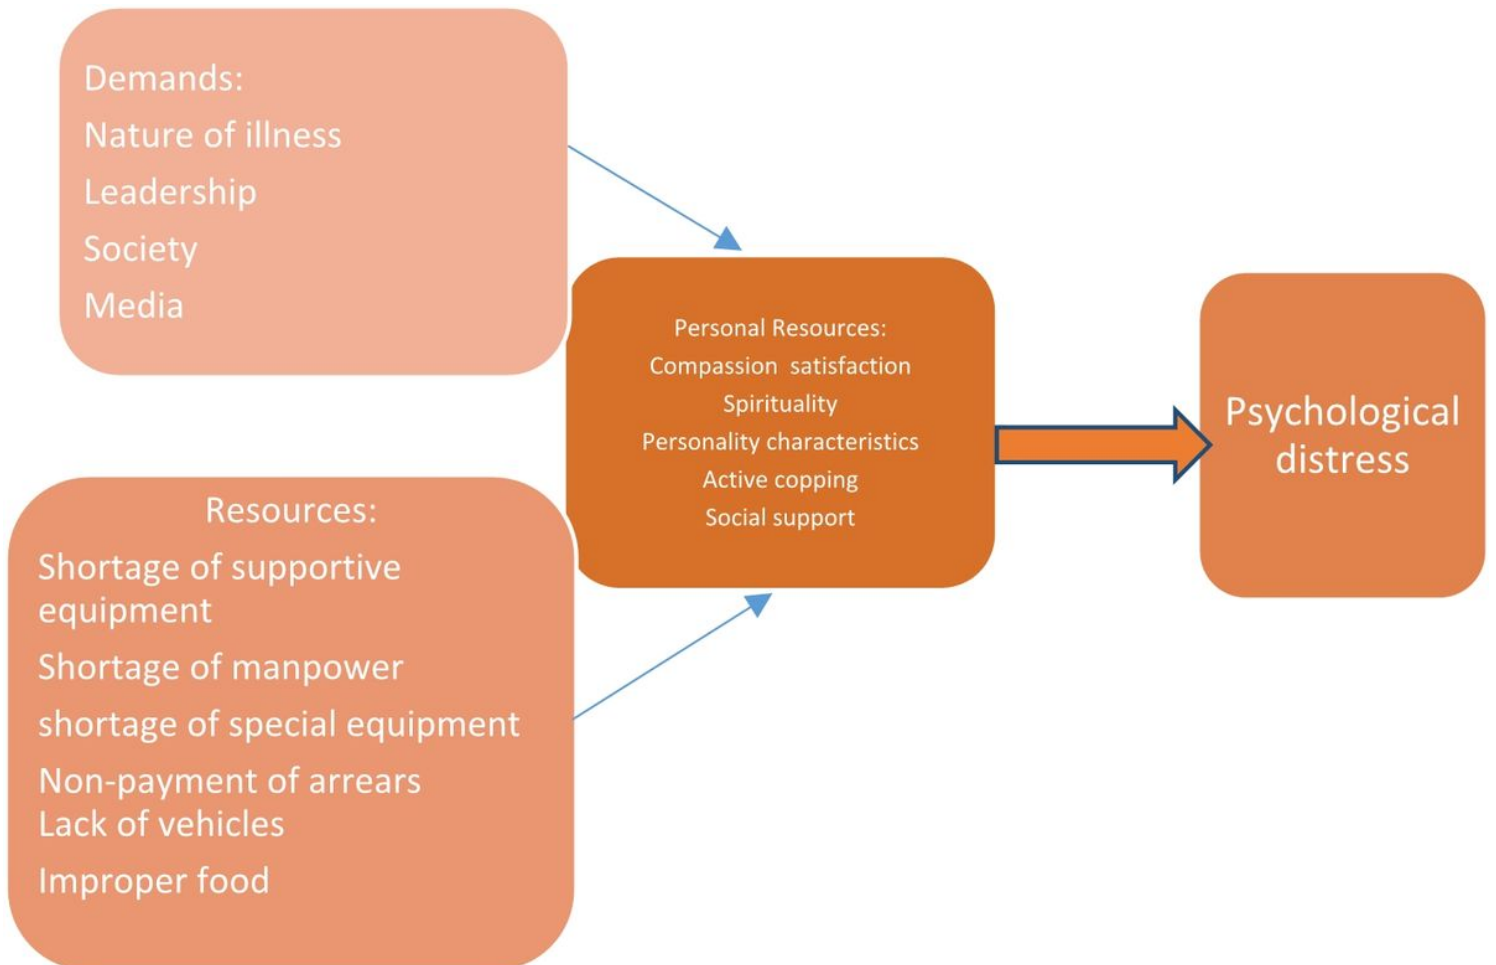 Demands:
Nature of illness
Leadership
Society
Media
Personal Resources:
Compassion satisfaction
Spirituality
Personality characteristics
Active copping
Social support
Psychological
distress
Resources:
Shortage of supportive
equipment
Shortage of manpower
shortage of special equipment
Non-payment of arrears
Lack of vehicles
Improper food